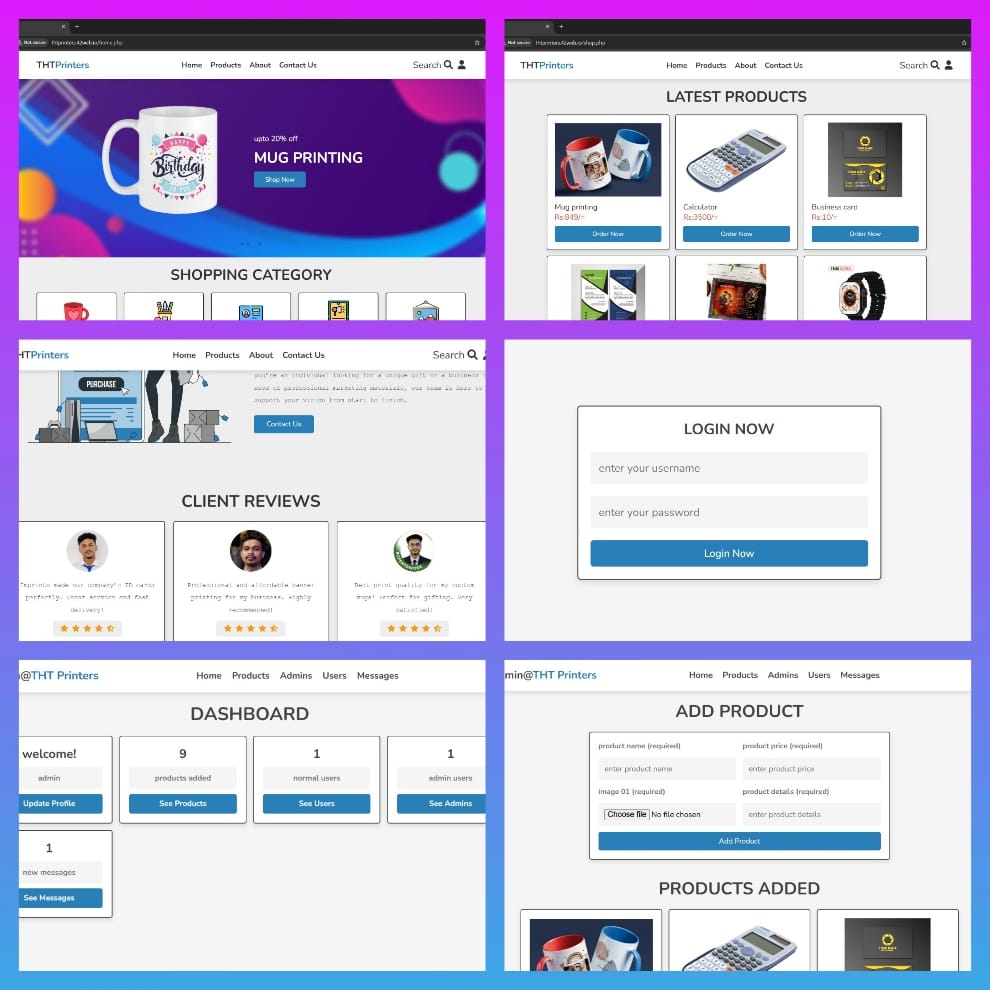 Not secure thtprinters.42web.io/home.php
THTPrinters
Home Products About Contact Us
Search
upto 20% off
MUG PRINTING
Shop Now
HAPPY
Birthday
TO YOU
SHOPPING CATEGORY
Not secure thtprinters.42web.io/shop.php
THTPrinters
Home Products About Contact Us
Search
LATEST PRODUCTS
Mug printing
Rs:849/=
Order Now
Calculator
Rs:3500/=
Order Now
Business card
Rs:10/=
Order Now
THTPrinters
Home Products About Contact Us
Search
PURCHASE
you're an individual looking for a unique gift or a business
need of professional marketing materials, our team is here to
support your vision from start to finish.
Contact Us
CLIENT REVIEWS
Imprints made our company's ID cards
perfectly. Great service and fast
delivery!
Professional and affordable banner
printing for my business. Highly
recommended!
Best print quality for my custom
mugs! Perfect for gifting. Very
satisfied!
LOGIN NOW
enter your username
enter your password
Login Now
@THT Printers
Home Products Admins Users Messages
DASHBOARD
welcome!
admin
Update Profile
9
products added
See Products
1
normal users
See Users
1
admin users
See Admins
1
new messages
See Messages
min@THT Printers
Home Products Admins Users Messages
ADD PRODUCT
product name (required)
enter product name
product price (required)
enter product price
image 01 (required)
Choose file No file chosen
product details (required)
enter product details
Add Product
PRODUCTS ADDED